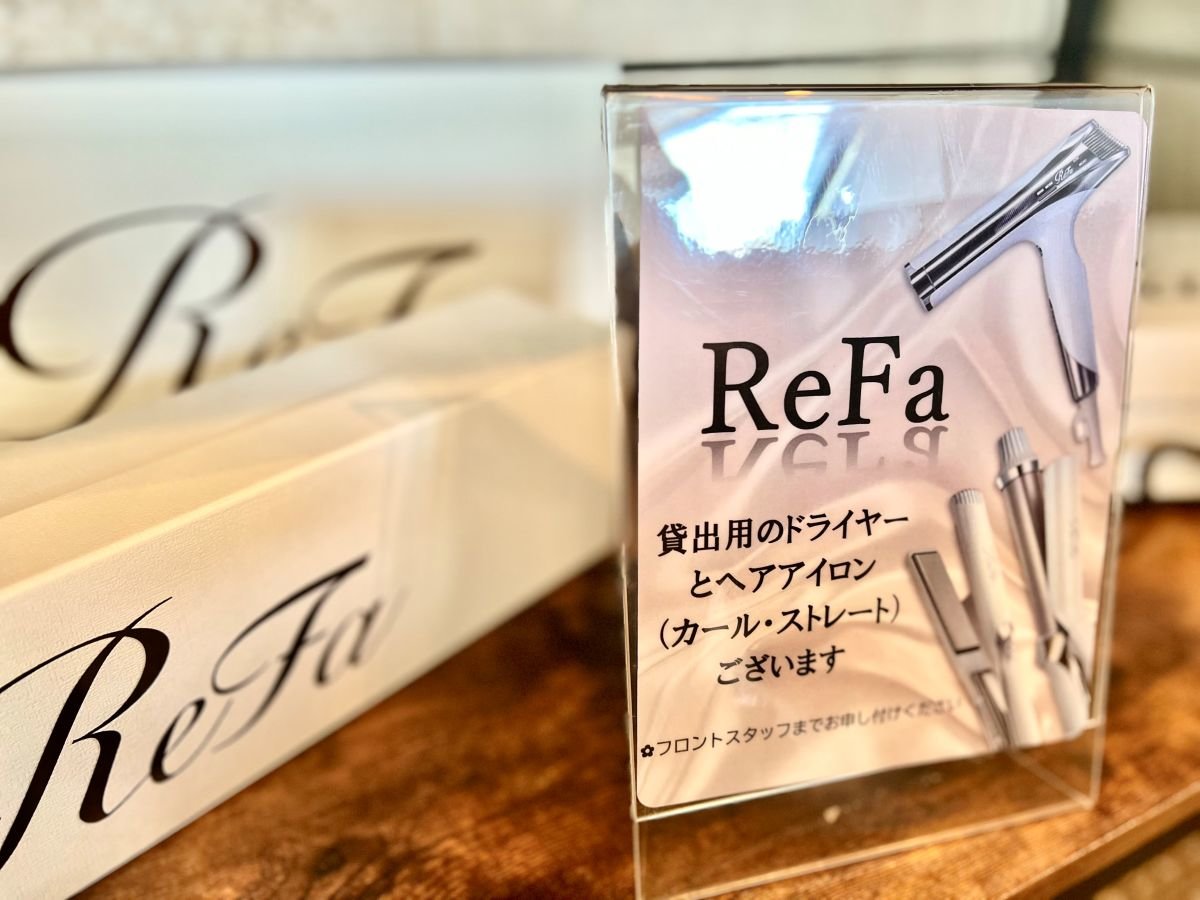 ReFa
ReFa
ReFa
貸出用のドライヤー
とヘアアイロン
(カール・ストレート)
ございます
✿フロントスタッフまでお申し付けください